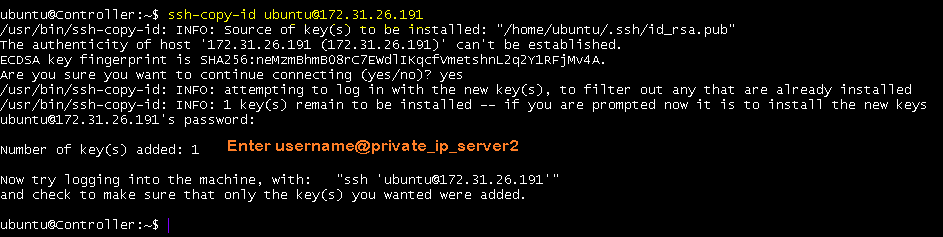 ubuntu@Controller:~$ ssh-copy-id ubuntu@172.31.26.191
/usr/bin/ssh-copy-id: INFO: Source of key(s) to be installed: "/home/ubuntu/.ssh/id_rsa.pub"
The authenticity of host '172.31.26.191 (172.31.26.191)' can't be established.
ECDSA key fingerprint is SHA256:neMzmBhmB08rC7EWdlIKqcfVmetshnL2q2Y1RFjMv4A.
Are you sure you want to continue connecting (yes/no)? yes
/usr/bin/ssh-copy-id: INFO: attempting to log in with the new key(s), to filter out any that are already installed
/usr/bin/ssh-copy-id: INFO: 1 key(s) remain to be installed -- if you are prompted now it is to install the new keys
ubuntu@172.31.26.191's password:
Number of key(s) added: 1
Enter username@private_ip_server2
Now try logging into the machine, with:   "ssh 'ubuntu@172.31.26.191'"
and check to make sure that only the key(s) you wanted were added.
ubuntu@Controller:~$